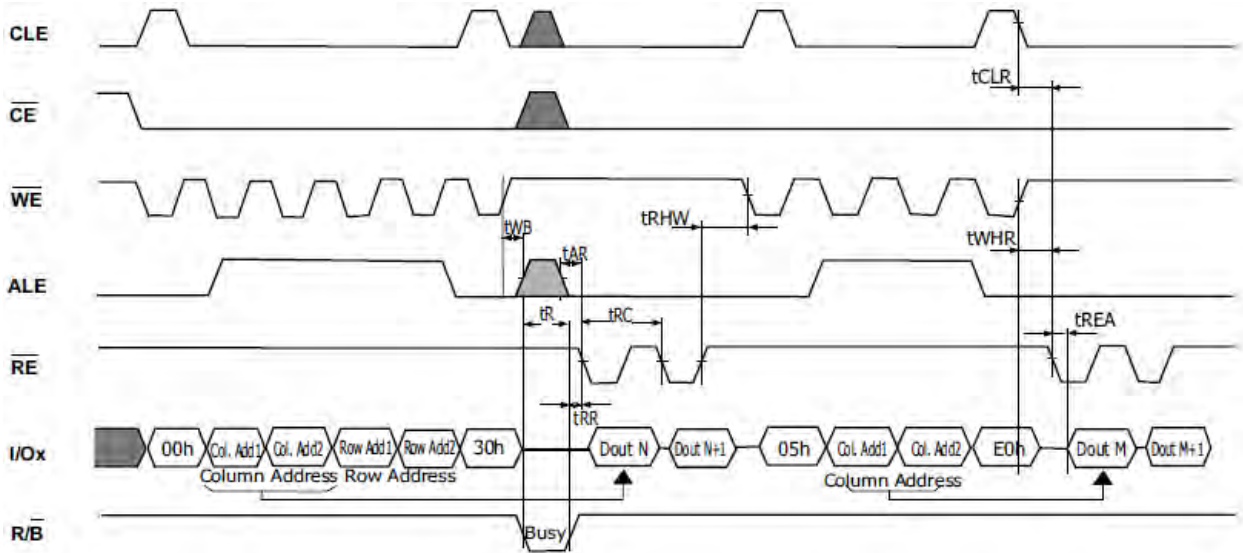 CLE
tCLR
CE
WE
tWB
tRHW
tWHR
tAR
ALE
tR
tRC
tREA
RE
tRR
I/Ox 00h Col. Add1 Col. Add2 Row Add1 Row Add2 30h Dout N Dout N+1 05h Col. Add1 Col. Add2 E0h Dout M Dout M+1
Column Address Row Address Column Address
R/B Busy